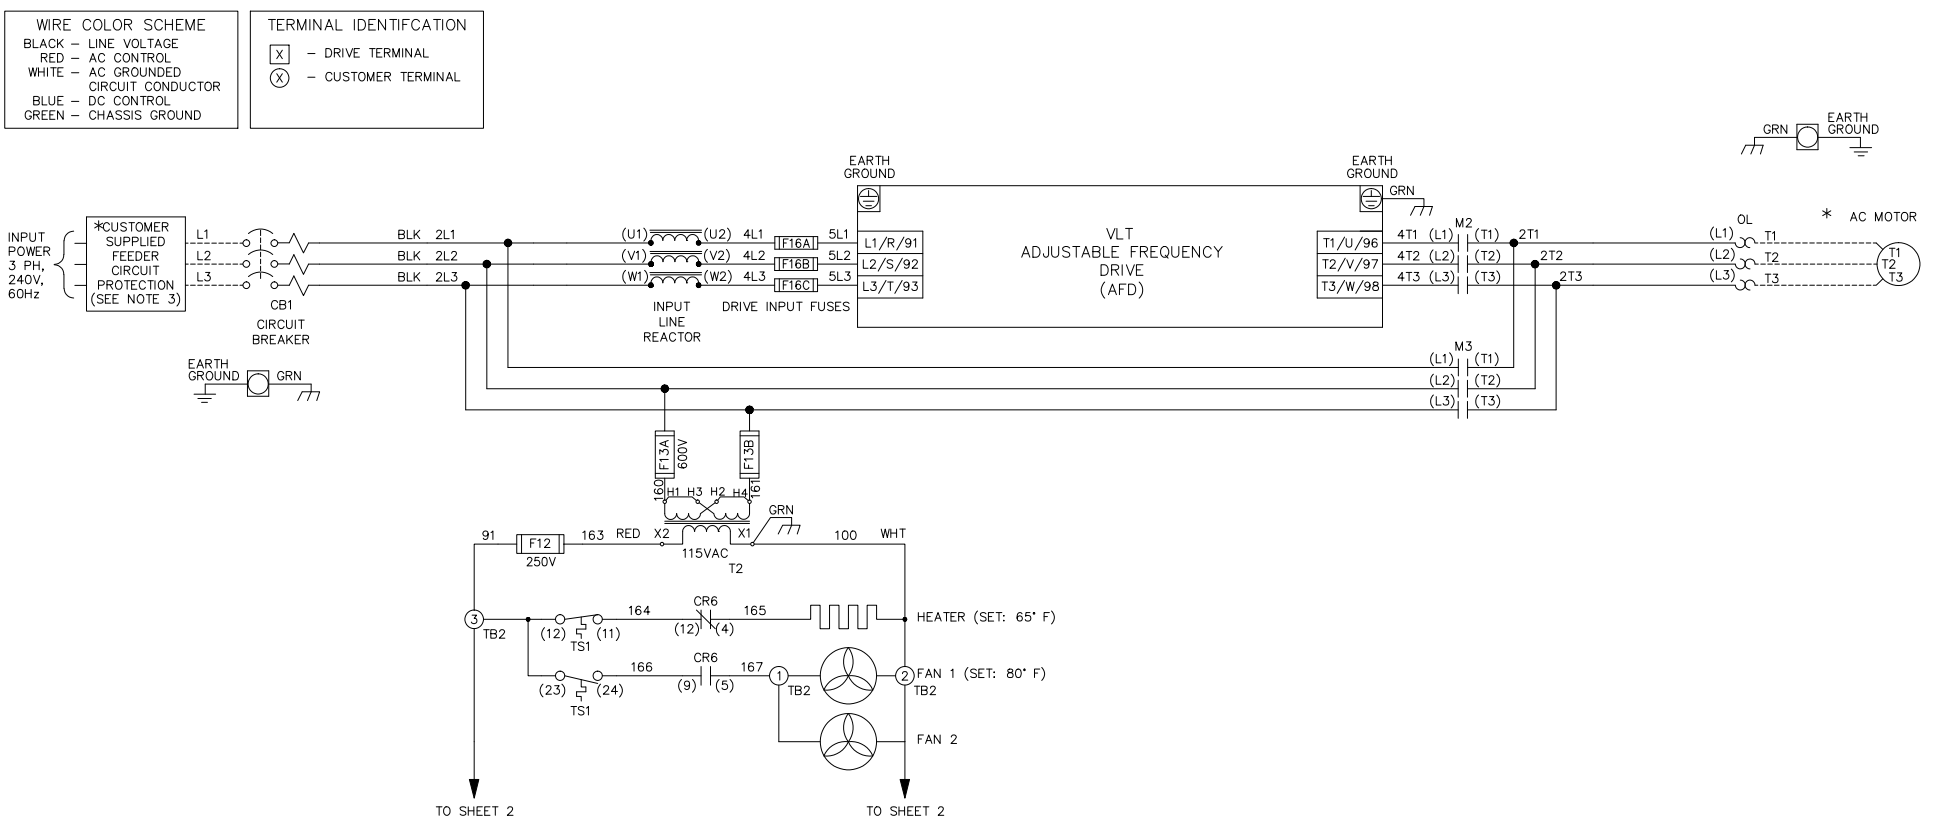 WIRE COLOR SCHEME
BLACK – LINE VOLTAGE
RED – AC CONTROL
WHITE – AC GROUNDED
CIRCUIT CONDUCTOR
BLUE – DC CONTROL
GREEN – CHASSIS GROUND
TERMINAL IDENTIFCATION
X – DRIVE TERMINAL
X – CUSTOMER TERMINAL
GRN
EARTH
GROUND
EARTH
GROUND
EARTH
GROUND
GRN
INPUT
POWER
3 PH,
240V,
60Hz
*CUSTOMER
SUPPLIED
FEEDER
CIRCUIT
PROTECTION
(SEE NOTE 3)
L1
L2
L3
CB1
CIRCUIT
BREAKER
BLK 2L1
BLK 2L2
BLK 2L3
(U1) (U2) 4L1 F16A 5L1 L1/R/91
(V1) (V2) 4L2 F16B 5L2 L2/S/92
(W1) (W2) 4L3 F16C 5L3 L3/T/93
INPUT
LINE
REACTOR
DRIVE INPUT FUSES
VLT
ADJUSTABLE FREQUENCY
DRIVE
(AFD)
M2
T1/U/96 4T1 (L1) (T1) 2T1
T2/V/97 4T2 (L2) (T2) 2T2
T3/W/98 4T3 (L3) (T3) 2T3
OL
(L1) T1
(L2) T2
(L3) T3
* AC MOTOR
T1
T2
T3
M3
(L1) (T1)
(L2) (T2)
(L3) (T3)
EARTH
GROUND
GRN
F13A
600V
F13B
160
161
H1 H3 H2 H4
GRN
91 F12 163 RED X2 X1 100 WHT
250V
115VAC
T2
3
TB2
(12) (11)
TS1
164
CR6
(12) (4)
165
HEATER (SET: 65° F)
(23) (24)
TS1
166
CR6
(9) (5)
167
1
TB2
2
TB2
FAN 1 (SET: 80° F)
FAN 2
TO SHEET 2
TO SHEET 2